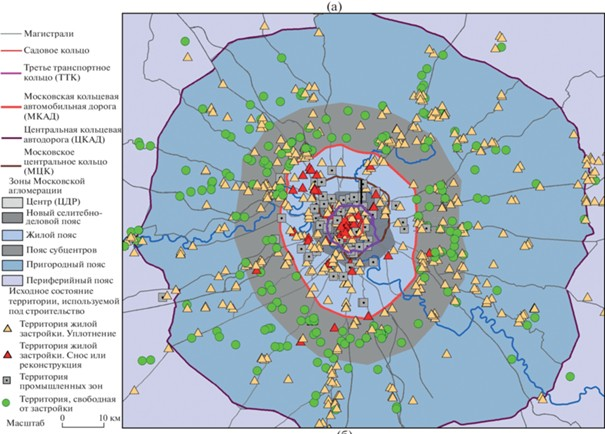 (а)
Магистрали
Садовое кольцо
Третье транспортное
кольцо (ТТК)
Московская кольцевая
автомобильная дорога
(МКАД)
Центральная кольцевая
автодорога (ЦКАД)
Московское
центральное кольцо
(МЦК)
Зоны Московской
агломерации
Центр (ЦДР)
Новый селитебно-
деловой пояс
Жилой пояс
Пояс субцентров
Пригородный пояс
Периферийный пояс
Исходное состояние
территории, используемой
под строительство
Территория жилой
застройки. Уплотнение
Территория жилой
застройки. Снос или
реконструкция
Территория
промышленных зон
Территория, свободная
от застройки
Масштаб 0 10 км
(б)